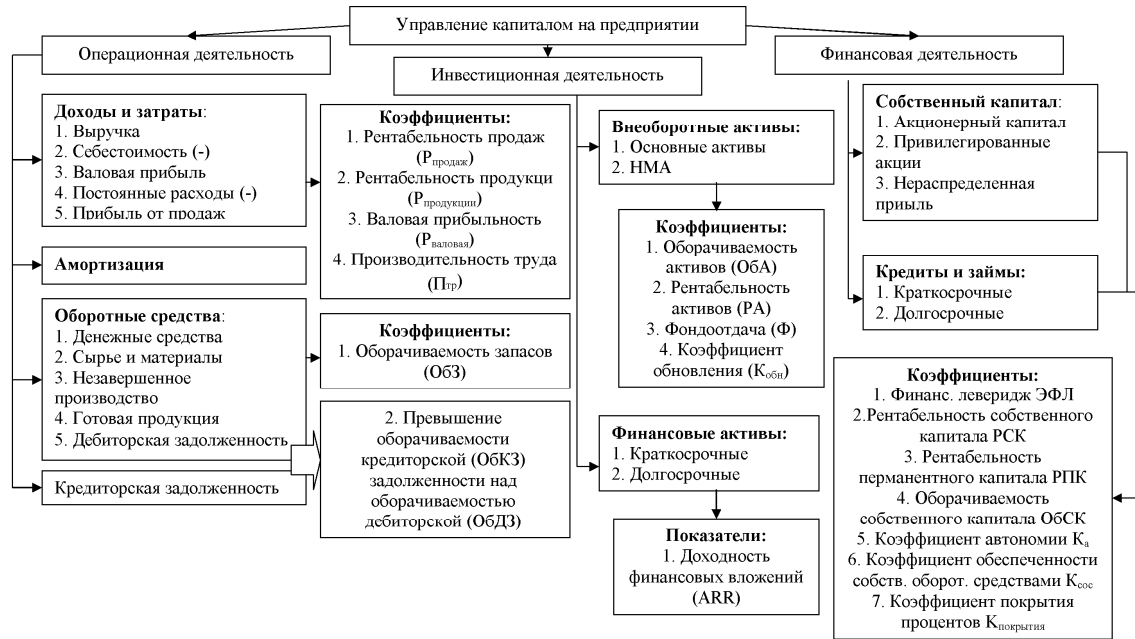 Управление капиталом на предприятии
Операционная деятельность
Инвестиционная деятельность
Финансовая деятельность
Доходы и затраты:
1. Выручка
2. Себестоимость (-)
3. Валовая прибыль
4. Постоянные расходы (-)
5. Прибыль от продаж
Амортизация
Оборотные средства:
1. Денежные средства
2. Сырье и материалы
3. Незавершенное
производство
4. Готовая продукция
5. Дебиторская задолженность
Кредиторская задолженность
Коэффициенты:
1. Рентабельность продаж
(Рпродаж)
2. Рентабельность продукци
(Рпродукции)
3. Валовая прибыльность
(Рваловая)
4. Производительность труда
(Птр)
Коэффициенты:
1. Оборачиваемость запасов
(ОбЗ)
2. Превышение
оборачиваемости
кредиторской (ОбКЗ)
задолженности над
оборачиваемостью
дебиторской (ОбДЗ)
Внеоборотные активы:
1. Основные активы
2. НМА
Коэффициенты:
1. Оборачиваемость
активов (ОбА)
2. Рентабельность
активов (РА)
3. Фондоотдача (Ф)
4. Коэффициент
обновления (Кобн)
Финансовые активы:
1. Краткосрочные
2. Долгосрочные
Показатели:
1. Доходность
финансовых вложений
(ARR)
Собственный капитал:
1. Акционерный капитал
2. Привилегированные
акции
3. Нераспределенная
приыль
Кредиты и займы:
1. Краткосрочные
2. Долгосрочные
Коэффициенты:
1. Финанс. леверидж ЭФЛ
2.Рентабельность собственного
капитала РСК
3. Рентабельность
перманентного капитала РПК
4. Оборачиваемость
собственного капитала ОбСК
5. Коэффициент автономии Ка
6. Коэффициент обеспеченности
собств. оборот. средствами Ксос
7. Коэффициент покрытия
процентов Кпокрытия